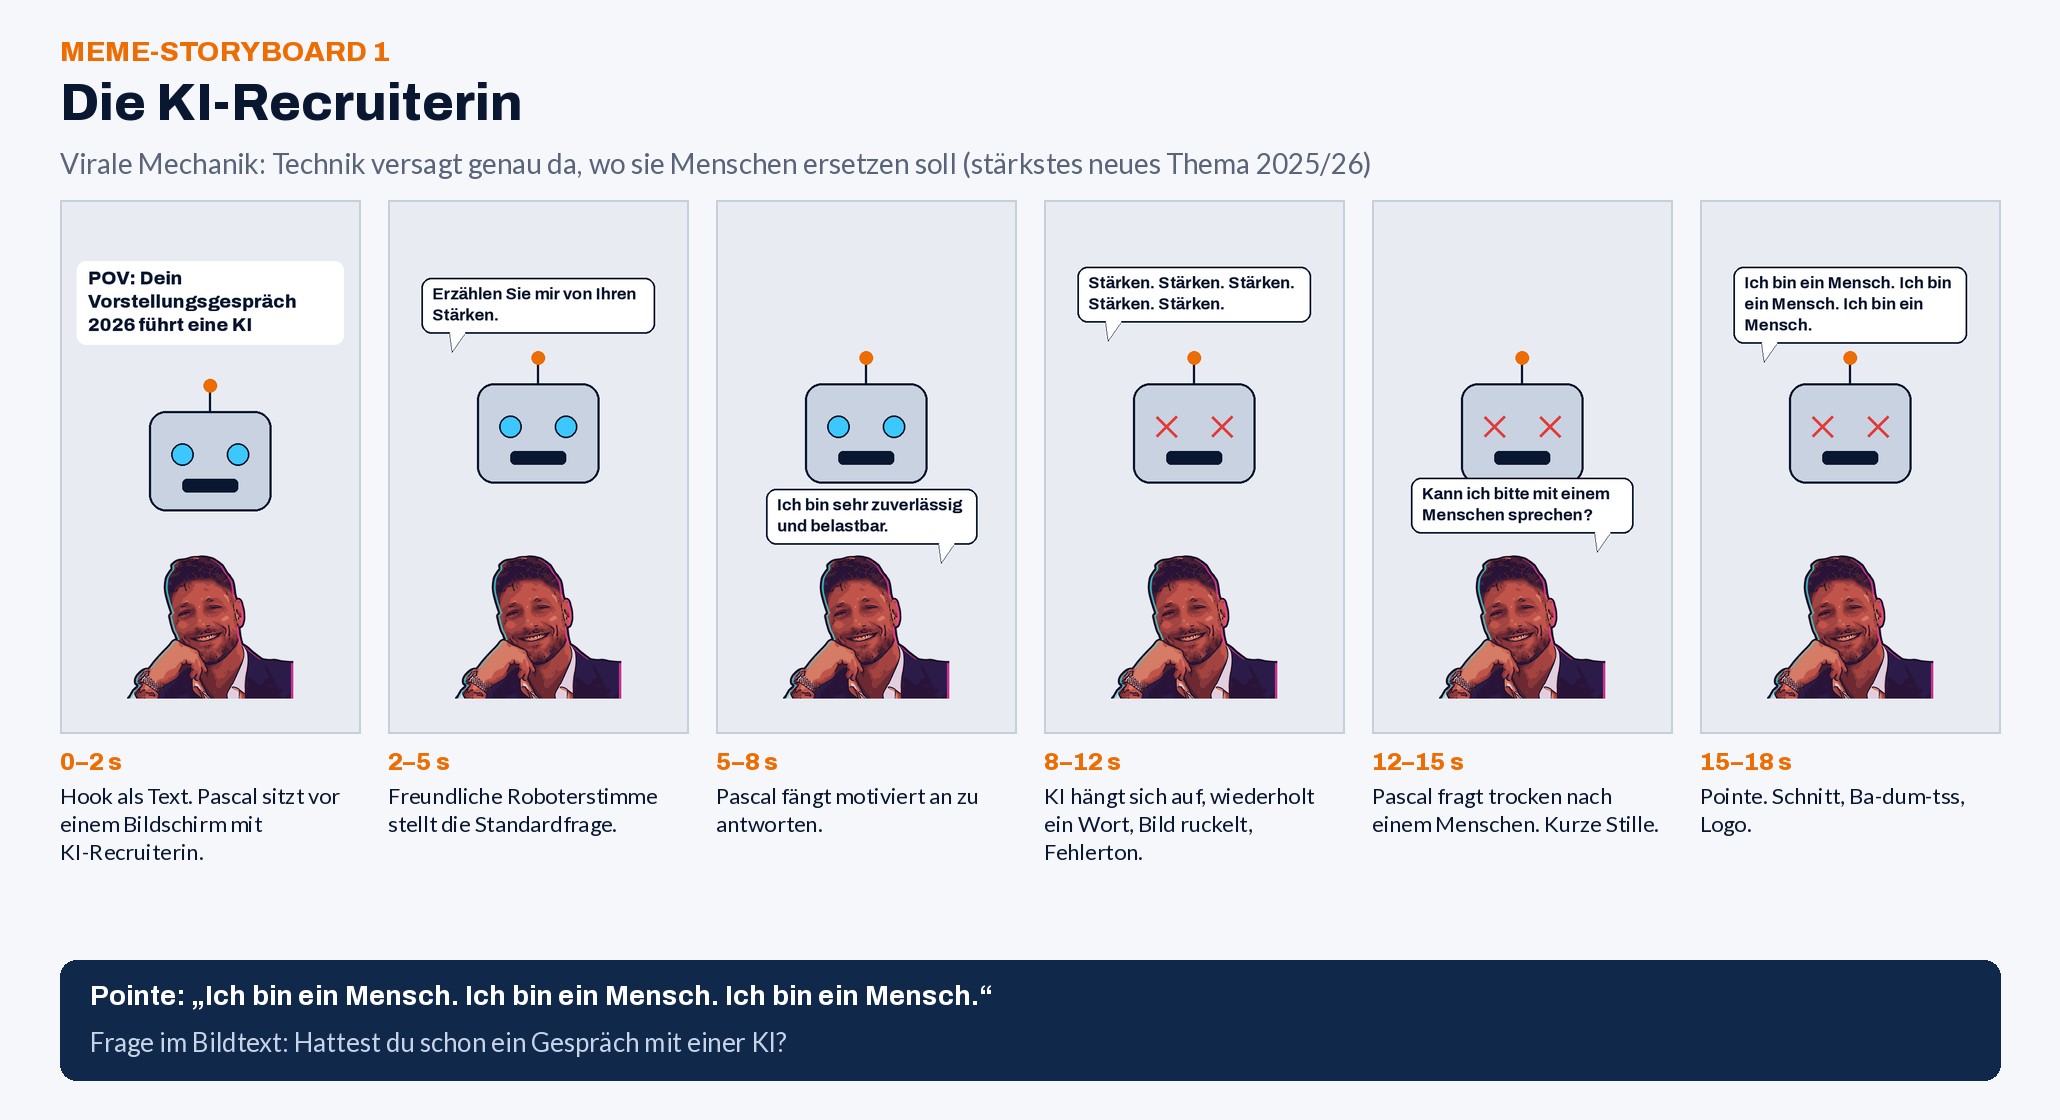 MEME-STORYBOARD 1
Die KI-Recruiterin
Virale Mechanik: Technik versagt genau da, wo sie Menschen ersetzen soll (stärkstes neues Thema 2025/26)
POV: Dein
Vorstellungsgespräch
2026 führt eine KI
0–2 s
Hook als Text. Pascal sitzt vor
einem Bildschirm mit
KI-Recruiterin.
Erzählen Sie mir von Ihren
Stärken.
2–5 s
Freundliche Roboterstimme
stellt die Standardfrage.
Ich bin sehr zuverlässig
und belastbar.
5–8 s
Pascal fängt motiviert an zu
antworten.
Stärken. Stärken. Stärken.
Stärken. Stärken.
8–12 s
KI hängt sich auf, wiederholt
ein Wort, Bild ruckelt,
Fehlerton.
Kann ich bitte mit einem
Menschen sprechen?
12–15 s
Pascal fragt trocken nach
einem Menschen. Kurze Stille.
Ich bin ein Mensch. Ich bin
ein Mensch. Ich bin ein
Mensch.
15–18 s
Pointe. Schnitt, Ba-dum-tss,
Logo.
Pointe: „Ich bin ein Mensch. Ich bin ein Mensch. Ich bin ein Mensch.“
Frage im Bildtext: Hattest du schon ein Gespräch mit einer KI?